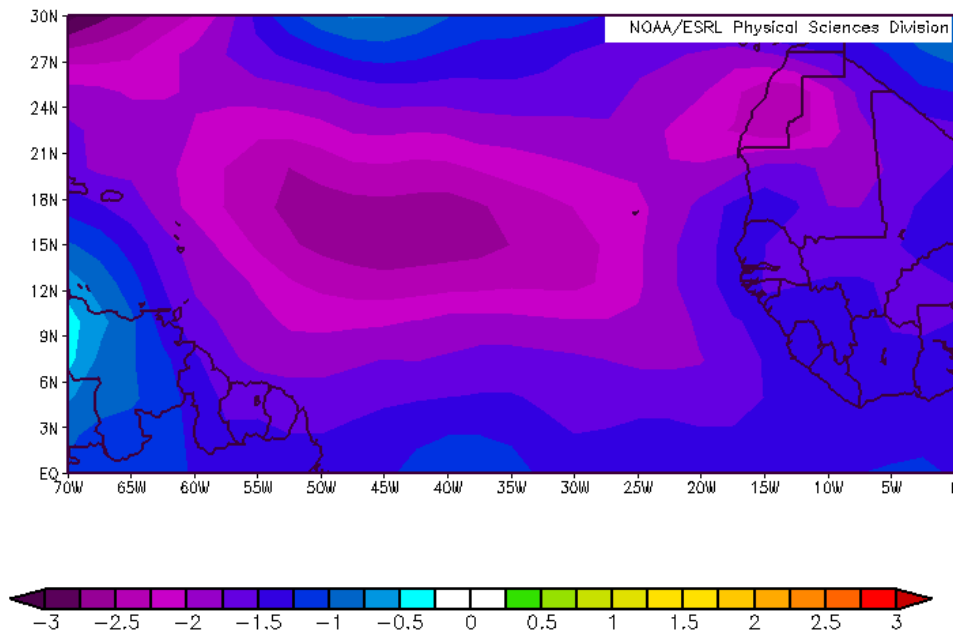 30N
NOAA/ESRL Physical Sciences Division
27N
24N
21N
18N
15N
12N
9N
6N
3N
EQ
70W 65W 60W 55W 50W 45W 40W 35W 30W 25W 20W 15W 10W 5W
-3 -2.5 -2 -1.5 -1 -0.5 0 0.5 1 1.5 2 2.5 3